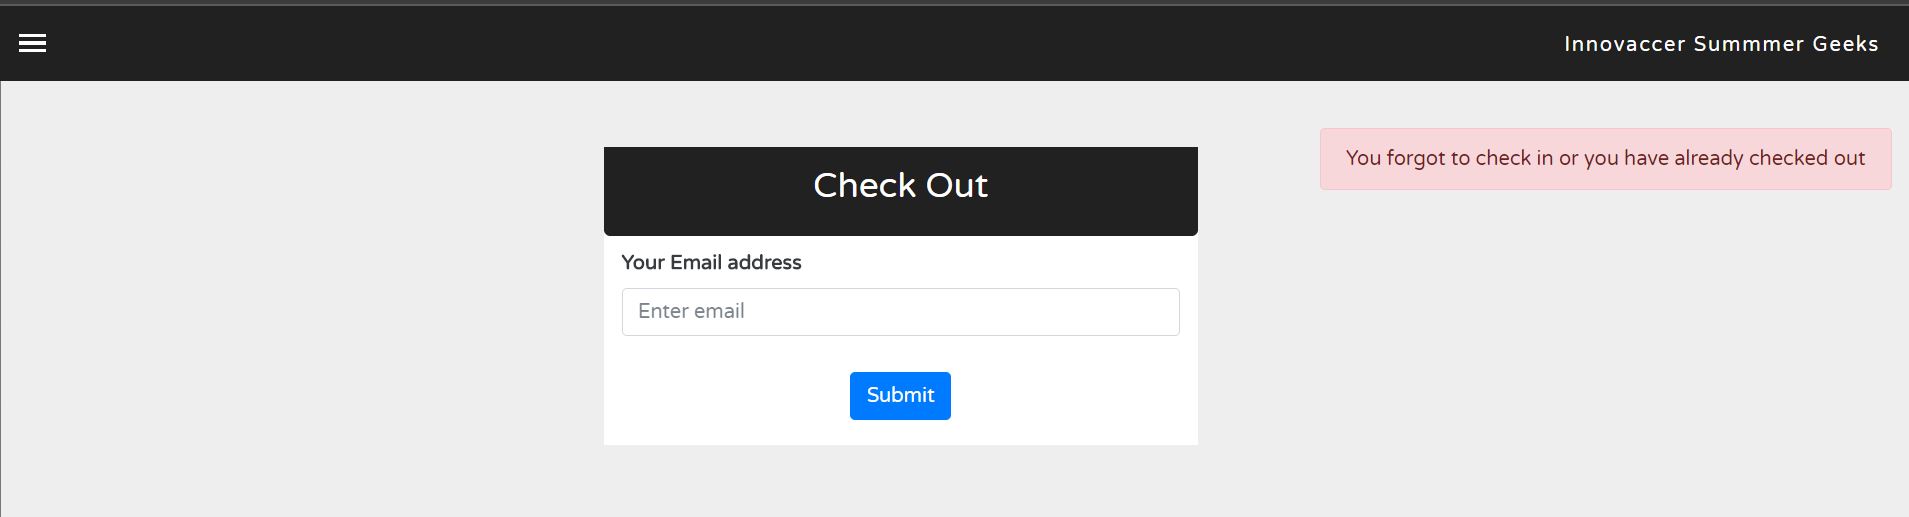 Innovaccer Summmer Geeks
You forgot to check in or you have already checked out
Check Out
Your Email address
Enter email
Submit